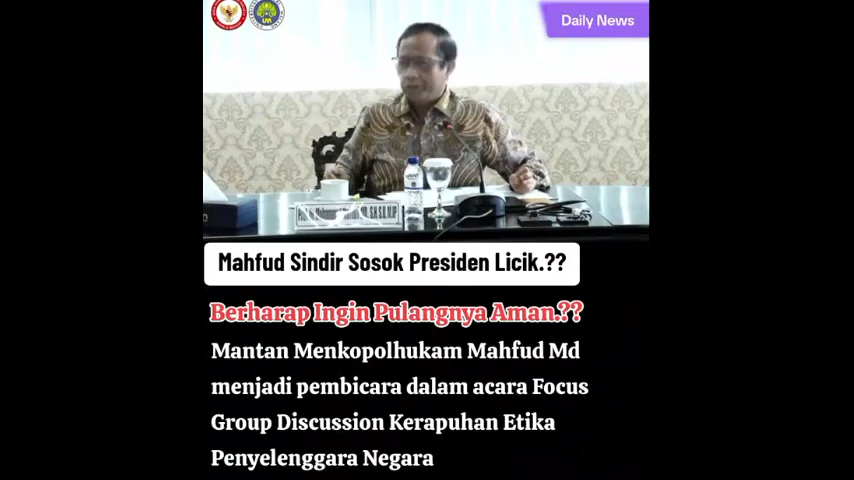 Daily News
Mahfud Sindir Sosok Presiden Licik.??
Berharap Ingin Pulangnya Aman.??
Mantan Menkopolhukam Mahfud Md
menjadi pembicara dalam acara Focus
Group Discussion Kerapuhan Etika
Penyelenggara Negara